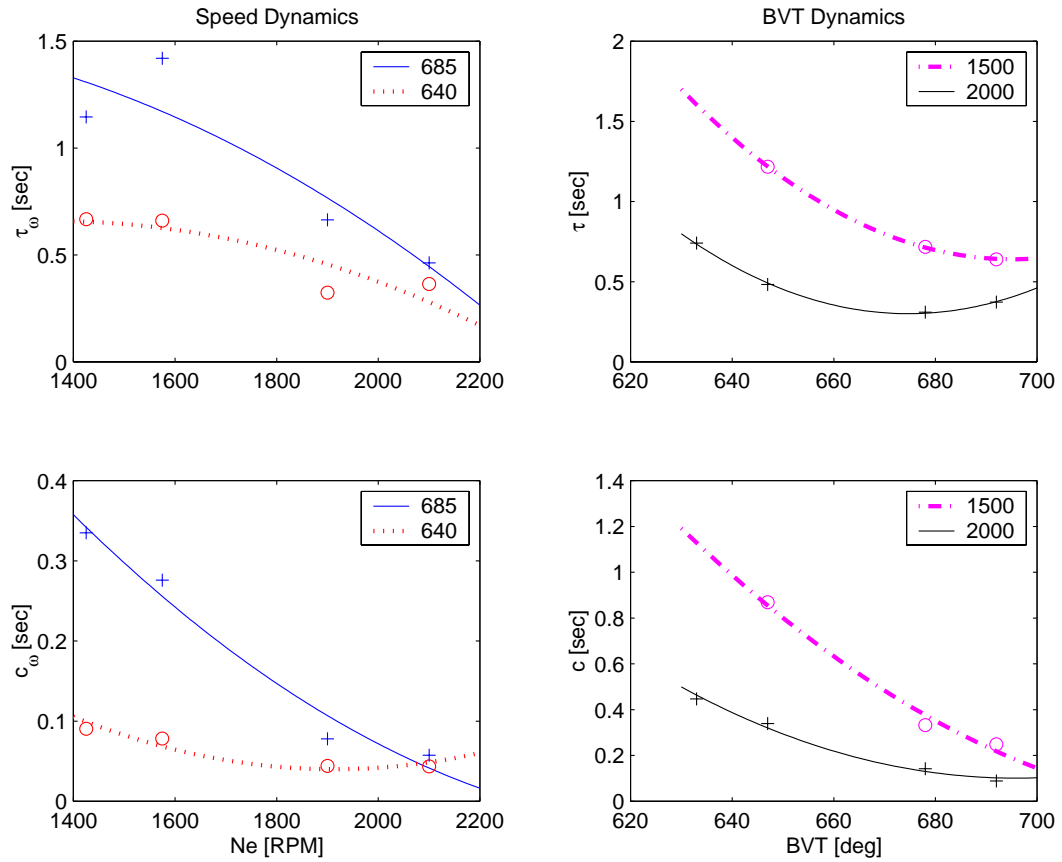 Speed Dynamics
1.5
1
0.5
0
τω [sec]
1400 1600 1800 2000 2200
685
640
BVT Dynamics
2
1.5
1
0.5
0
τ [sec]
620 640 660 680 700
1500
2000
0.4
0.3
0.2
0.1
0
cω [sec]
1400 1600 1800 2000 2200
Ne [RPM]
685
640
1.4
1.2
1
0.8
0.6
0.4
0.2
0
c [sec]
620 640 660 680 700
BVT [deg]
1500
2000